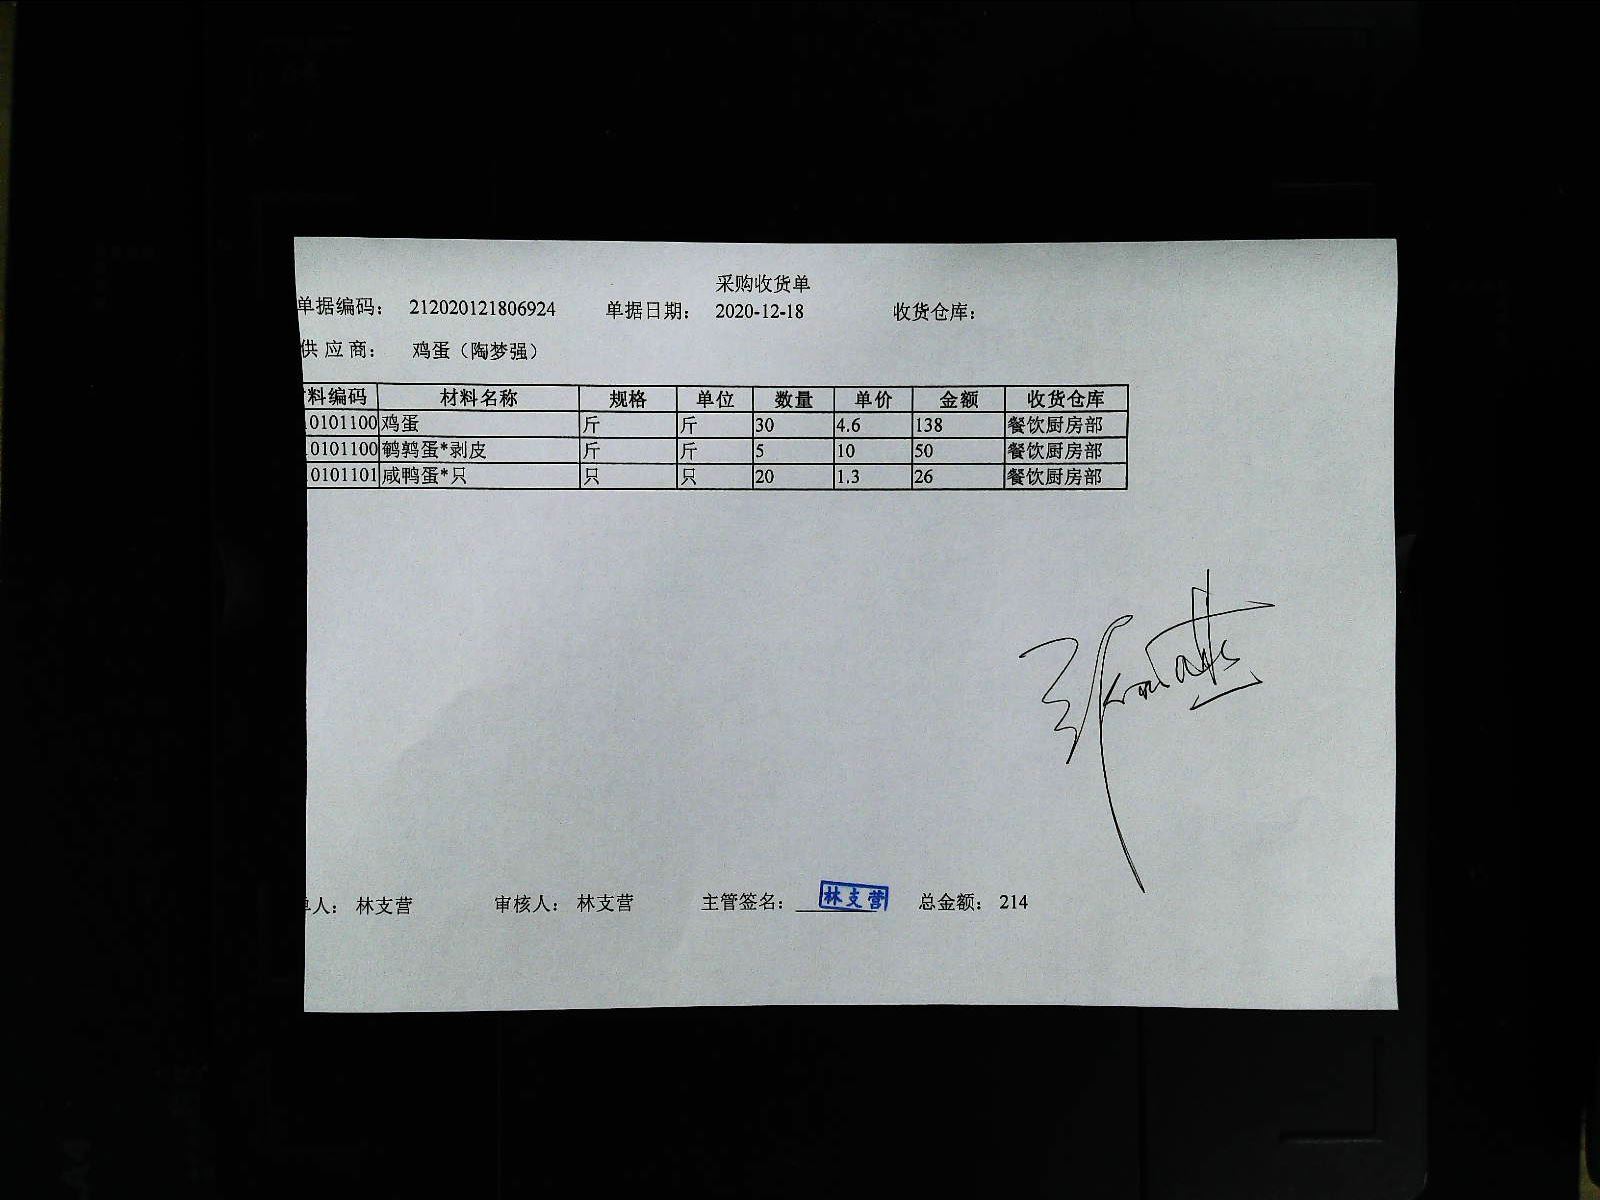 采购收货单
单据编码： 212020121806924 单据日期： 2020-12-18 收货仓库：
供 应 商： 鸡蛋（陶梦强）
料编码 材料名称 规格 单位 数量 单价 金额 收货仓库
0101100 鸡蛋 斤 斤 30 4.6 138 餐饮厨房部
0101100 鹌鹑蛋*剥皮 斤 斤 5 10 50 餐饮厨房部
0101101 咸鸭蛋*只 只 只 20 1.3 26 餐饮厨房部
单人： 林支营 审核人： 林支营 主管签名： 林支营 总金额： 214